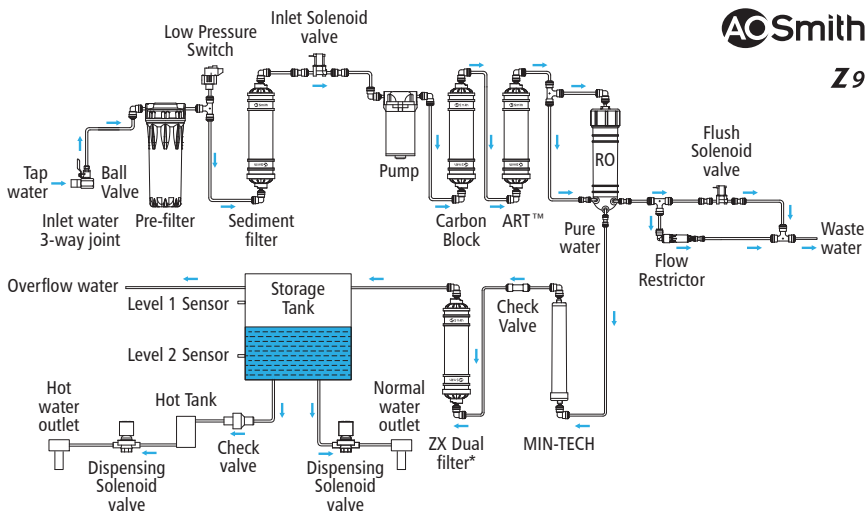 Inlet Solenoid
valve
Low Pressure
Switch
AO Smith
Z9
Tap
water
Ball
Valve
Inlet water
3-way joint
Pre-filter
Sediment
filter
Pump
Carbon
Block
ART™
RO
Pure
water
Flush
Solenoid
valve
Flow
Restrictor
Waste
water
Overflow water
Level 1 Sensor
Level 2 Sensor
Storage
Tank
Check
Valve
Hot
water
outlet
Hot Tank
Dispensing
Solenoid
valve
Check
valve
Dispensing
Solenoid
valve
Normal
water
outlet
ZX Dual
filter*
MIN-TECH